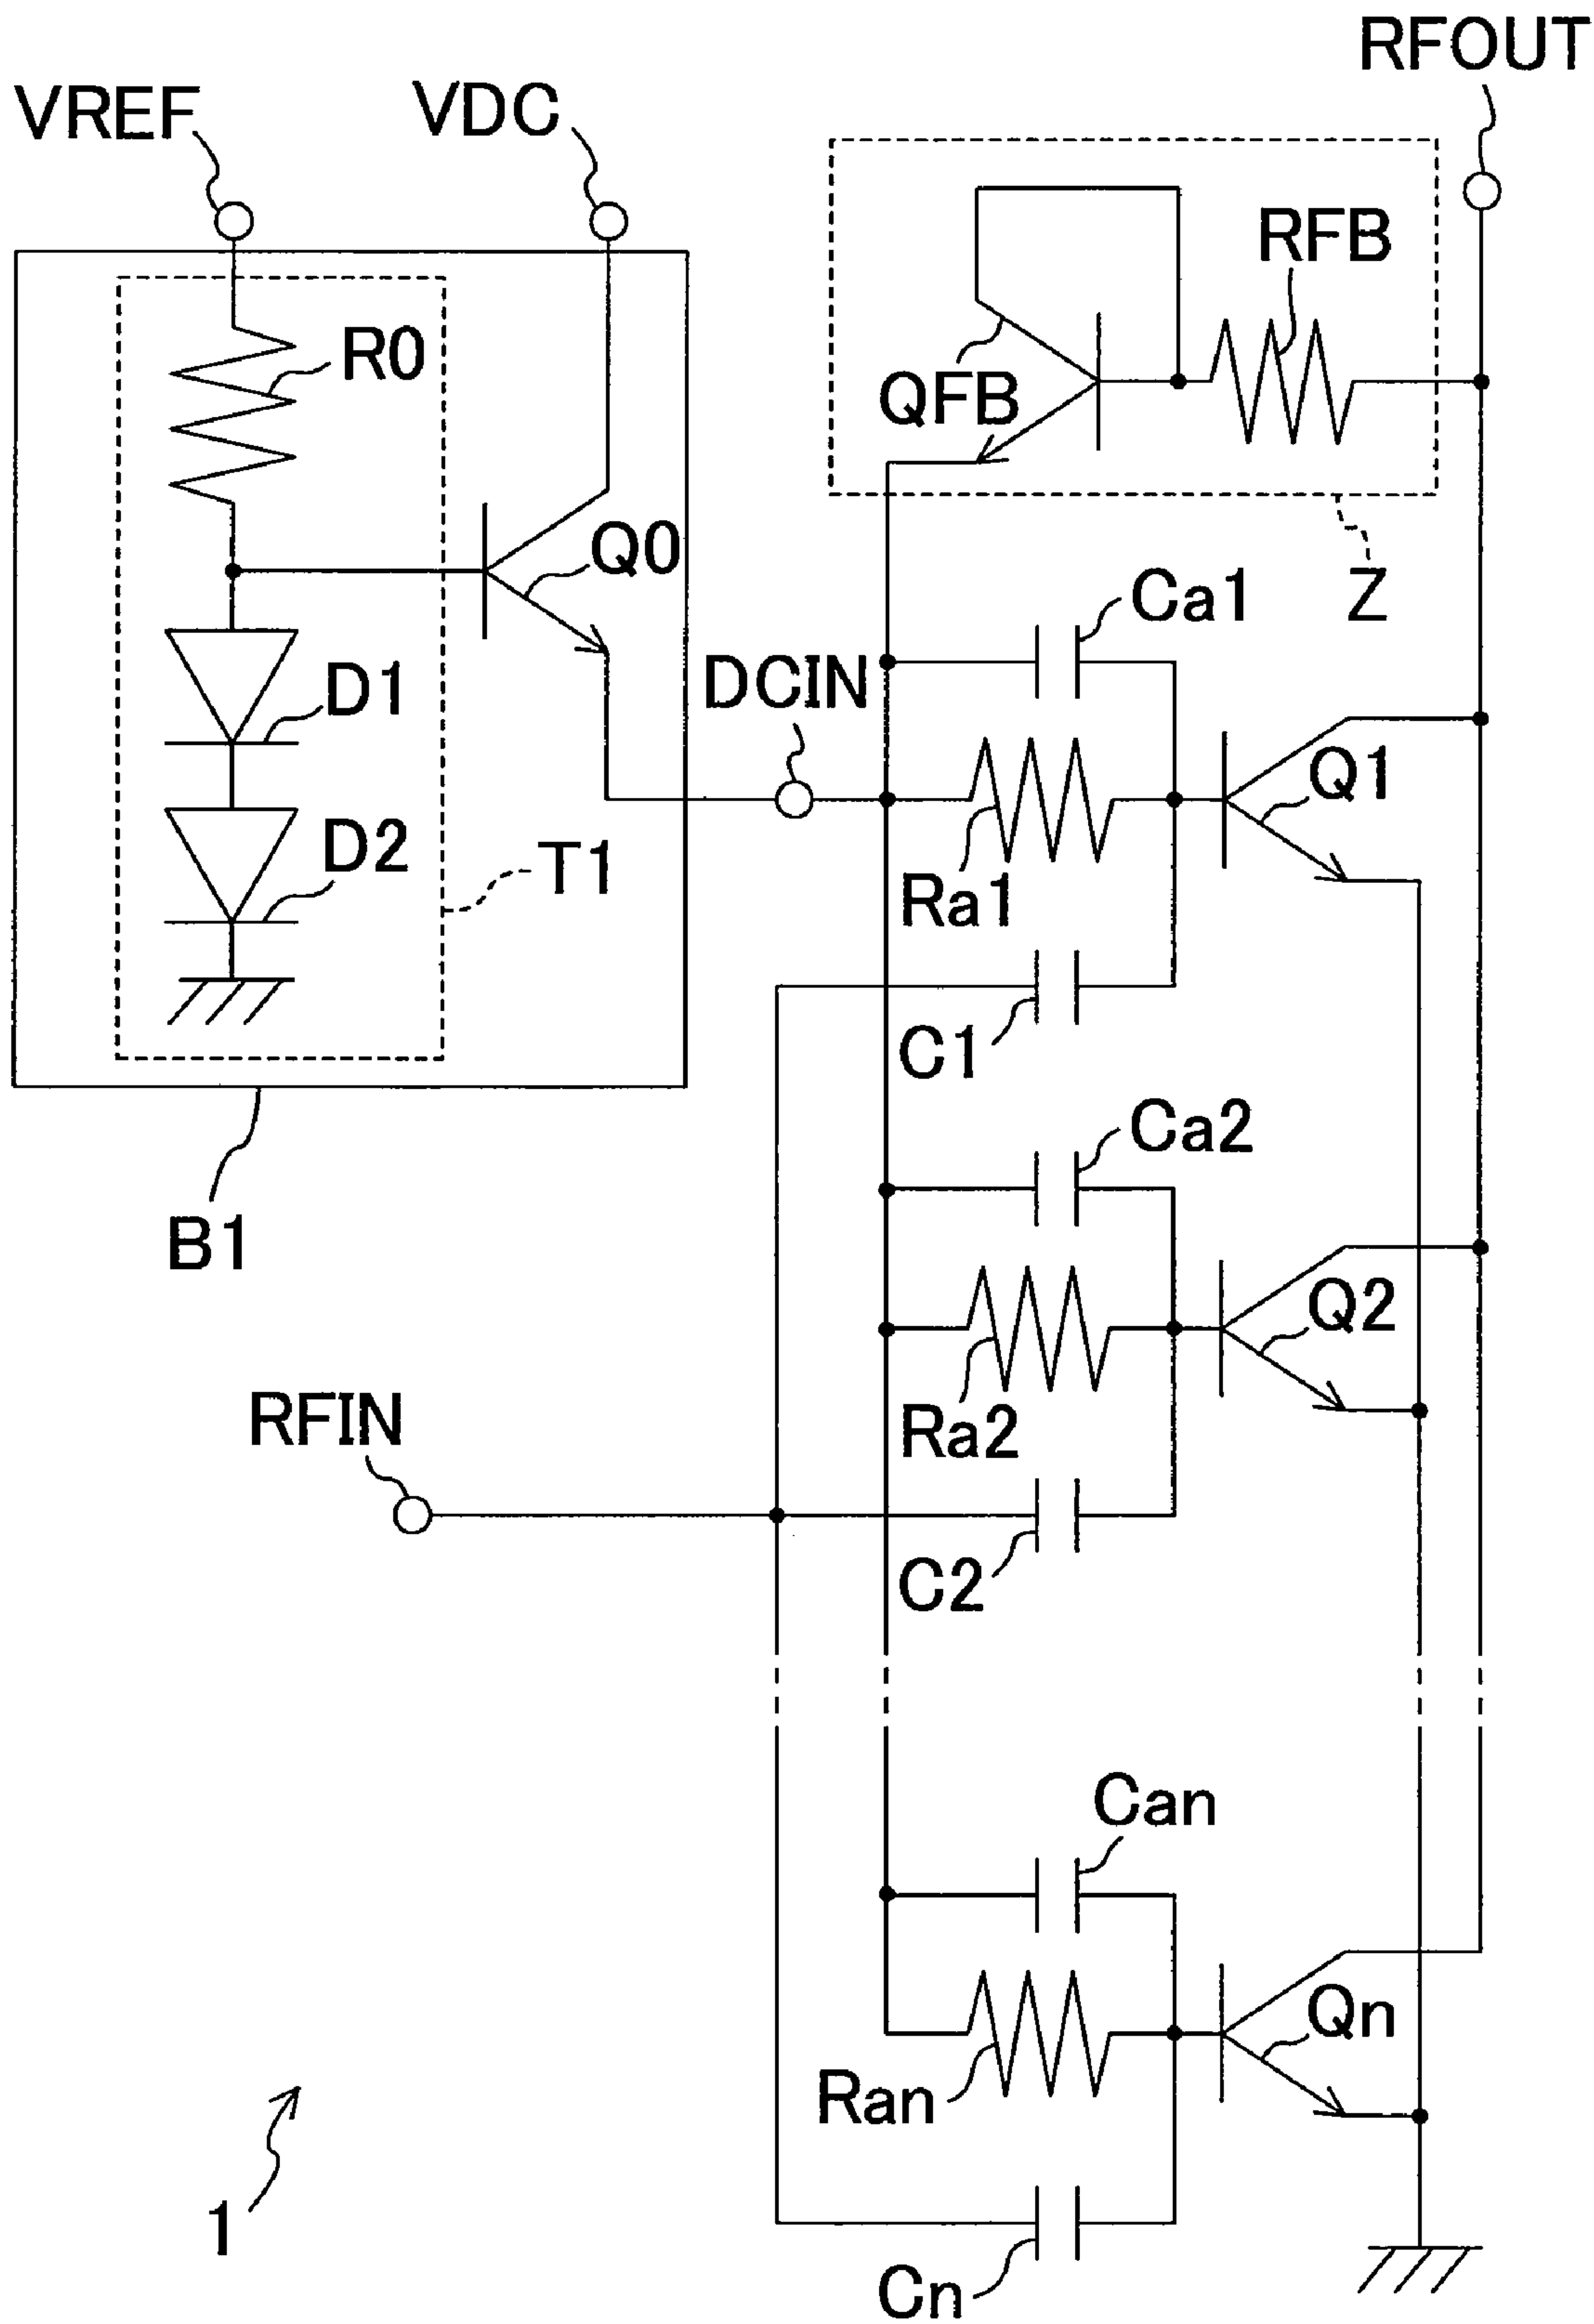 RFOUT
VREF
VDC
RFB
R0
QFB
Q0
Ca1
Z
DCIN
D1
Q1
D2
T1
Ra1
C1
Ca2
B1
Q2
RFIN
Ra2
C2
Can
Qn
Ran
1
Cn